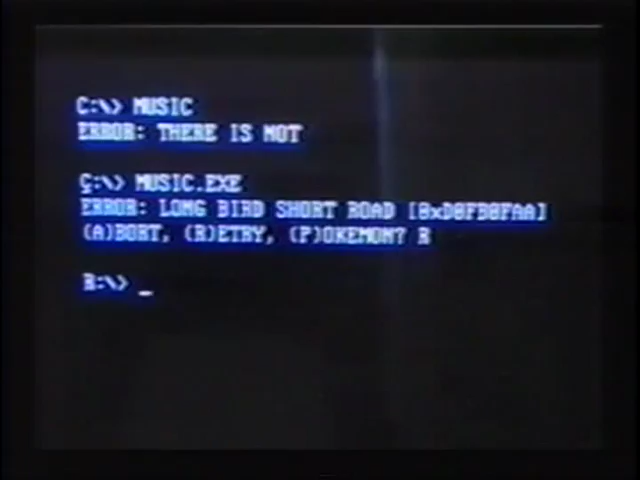 C:\> MUSIC
ERROR: THERE IS NOT
C:\> MUSIC.EXE
ERROR: LONG BIRD SHORT ROAD [0xD0FB0FAA]
(A)BORT, (R)ETRY, (P)OKEMON? R
R:\> _